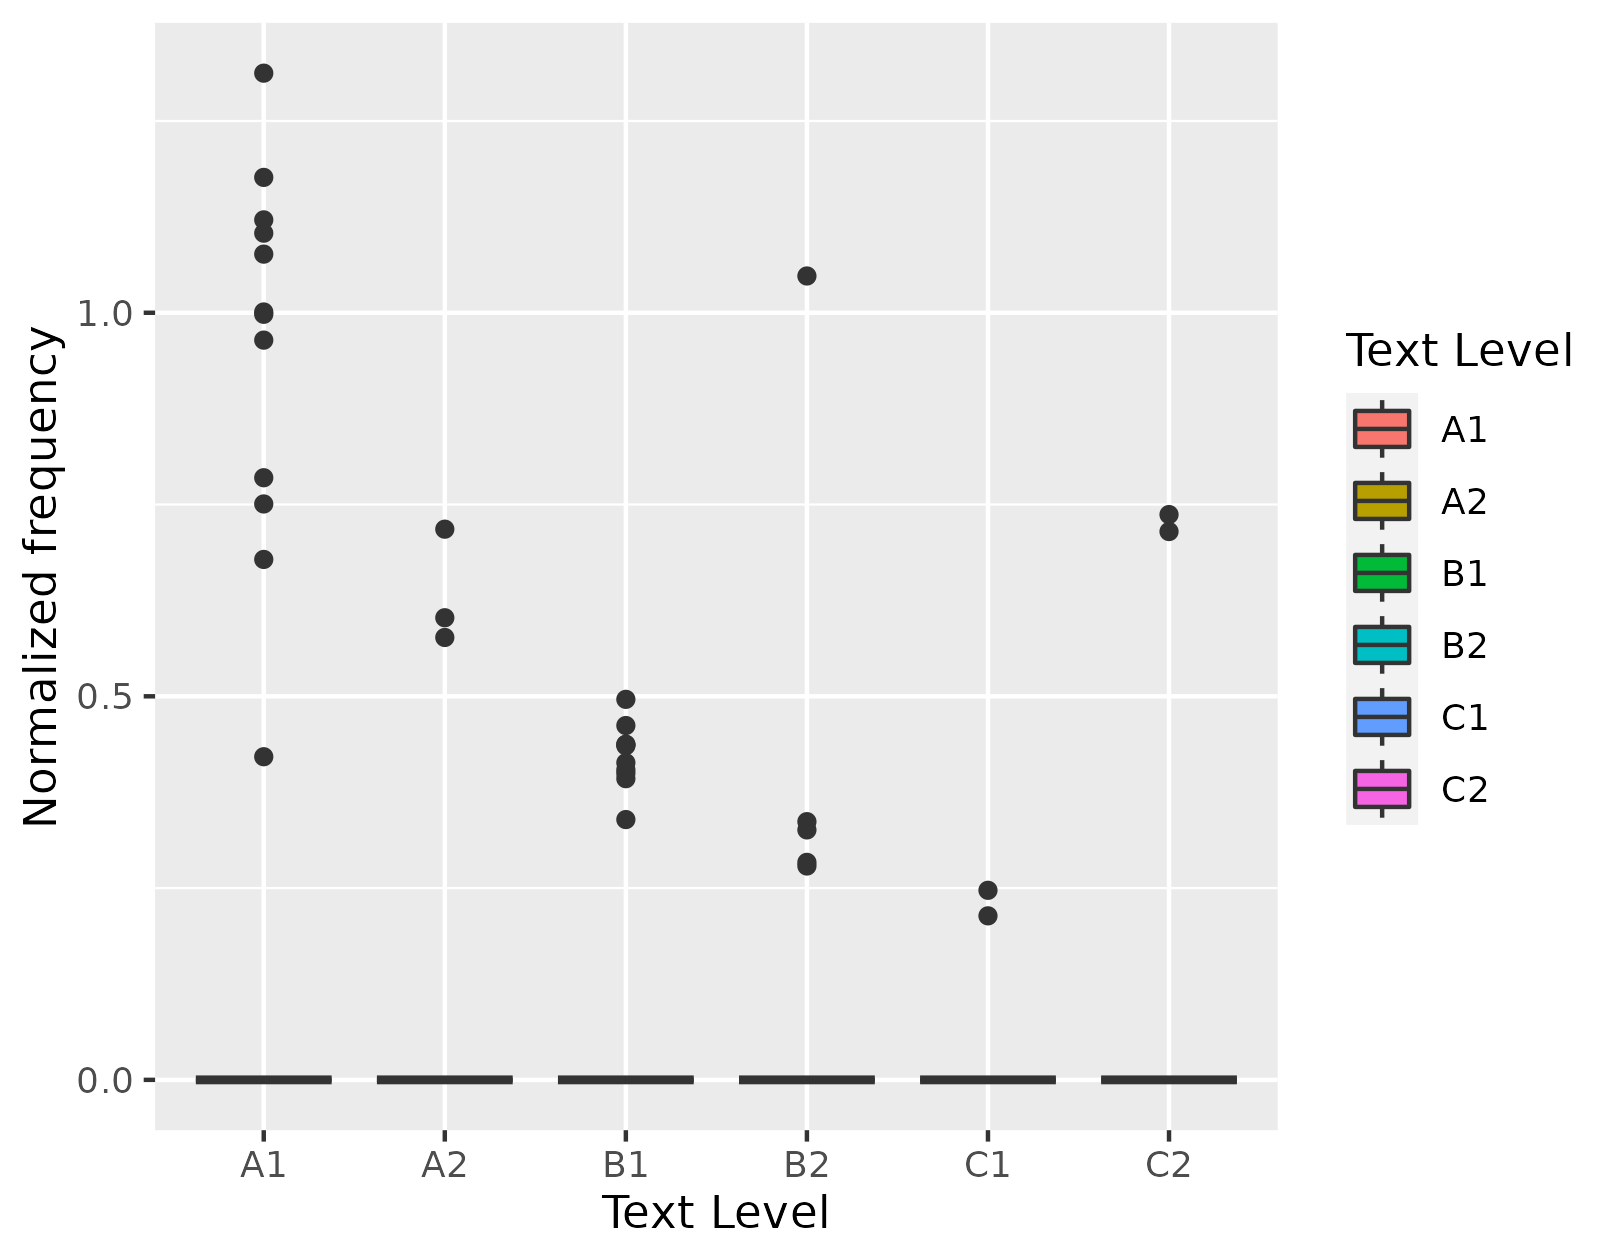 Normalized frequency
1.0
0.5
0.0
A1 A2 B1 B2 C1 C2
Text Level
Text Level
A1
A2
B1
B2
C1
C2